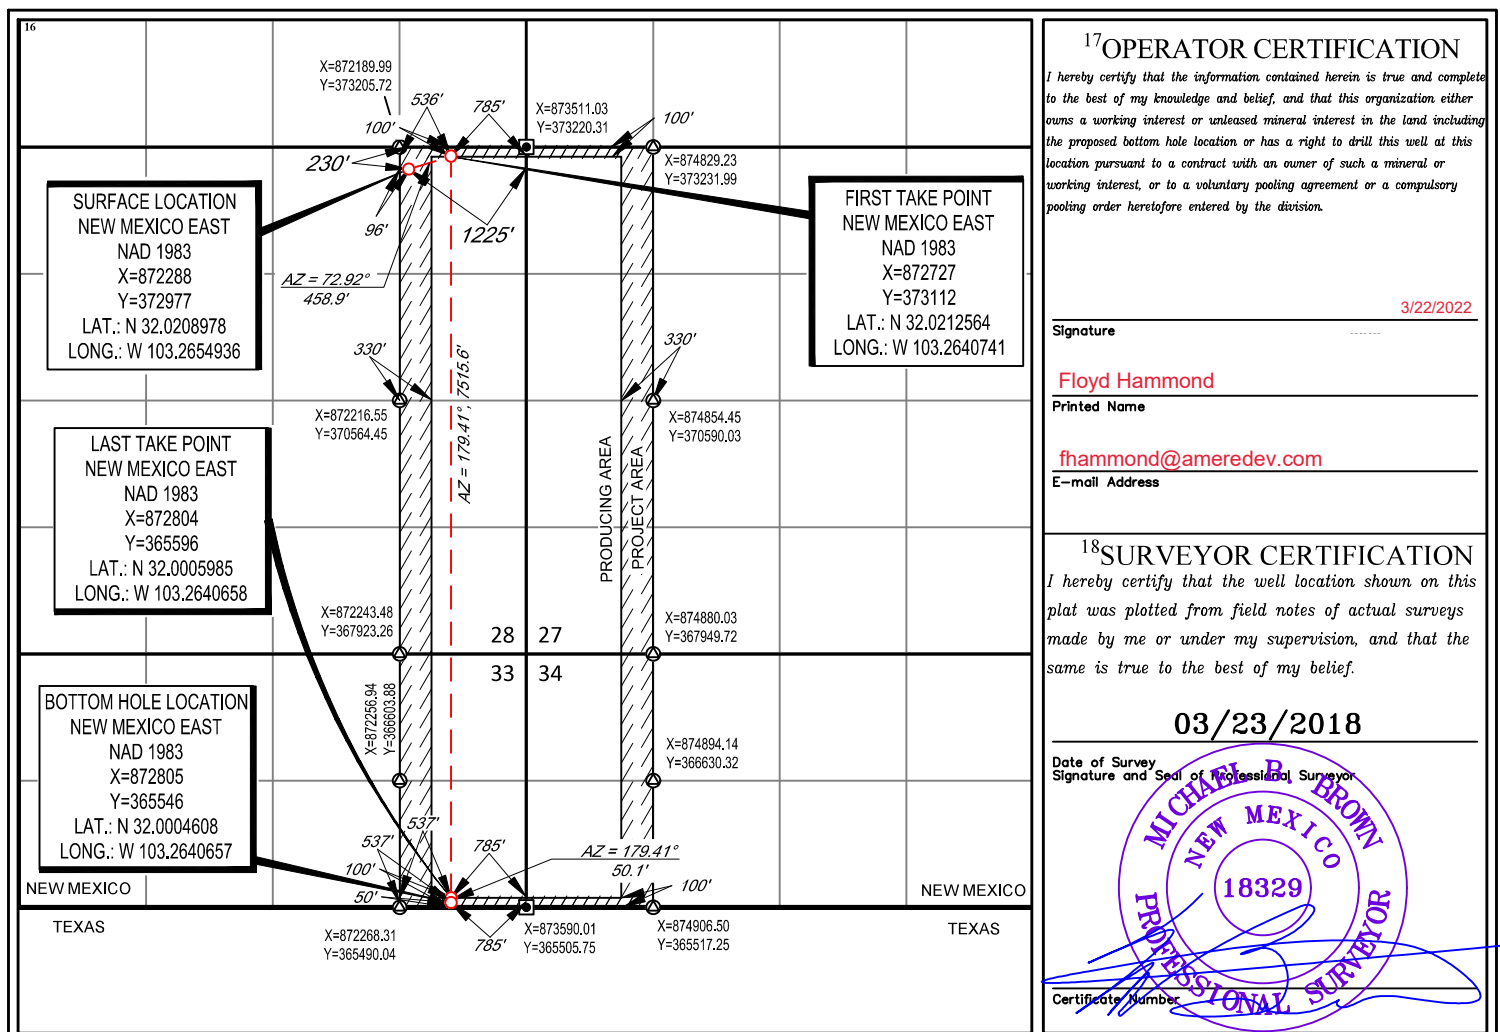 16
X=872189.99
Y=373205.72
536'
785'
100'
X=873511.03
Y=373220.31
100'
230'
X=874829.23
Y=373231.99
SURFACE LOCATION
NEW MEXICO EAST
NAD 1983
X=872288
Y=372977
LAT.: N 32.0208978
LONG.: W 103.2654936
96'
1225'
AZ = 72.92°
458.9'
FIRST TAKE POINT
NEW MEXICO EAST
NAD 1983
X=872727
Y=373112
LAT.: N 32.0212564
LONG.: W 103.2640741
330'
330'
AZ = 179.41°, 7515.6'
X=872216.55
Y=370564.45
X=874854.45
Y=370590.03
LAST TAKE POINT
NEW MEXICO EAST
NAD 1983
X=872804
Y=365596
LAT.: N 32.0005985
LONG.: W 103.2640658
PRODUCING AREA
PROJECT AREA
X=872243.48
Y=367923.26
28
27
33
34
X=874880.03
Y=367949.72
BOTTOM HOLE LOCATION
NEW MEXICO EAST
NAD 1983
X=872805
Y=365546
LAT.: N 32.0004608
LONG.: W 103.2640657
X=872256.94
Y=366603.88
X=874894.14
Y=366630.32
537'
537'
785'
AZ = 179.41°
50.1'
100'
50'
100'
NEW MEXICO
NEW MEXICO
TEXAS
TEXAS
X=872268.31
Y=365490.04
785'
X=873590.01
Y=365505.75
X=874906.50
Y=365517.25
17OPERATOR CERTIFICATION
I hereby certify that the information contained herein is true and complete
to the best of my knowledge and belief, and that this organization either
owns a working interest or unleased mineral interest in the land including
the proposed bottom hole location or has a right to drill this well at this
location pursuant to a contract with an owner of such a mineral or
working interest, or to a voluntary pooling agreement or a compulsory
pooling order heretofore entered by the division.
3/22/2022
Signature
Floyd Hammond
Printed Name
fhammond@ameredev.com
E-mail Address
18SURVEYOR CERTIFICATION
I hereby certify that the well location shown on this
plat was plotted from field notes of actual surveys
made by me or under my supervision, and that the
same is true to the best of my belief.
03/23/2018
Date of Survey
Signature and Seal of Professional Surveyor
MICHAEL B. BROWN
NEW MEXICO
18329
PROFESSIONAL SURVEYOR
Certificate Number